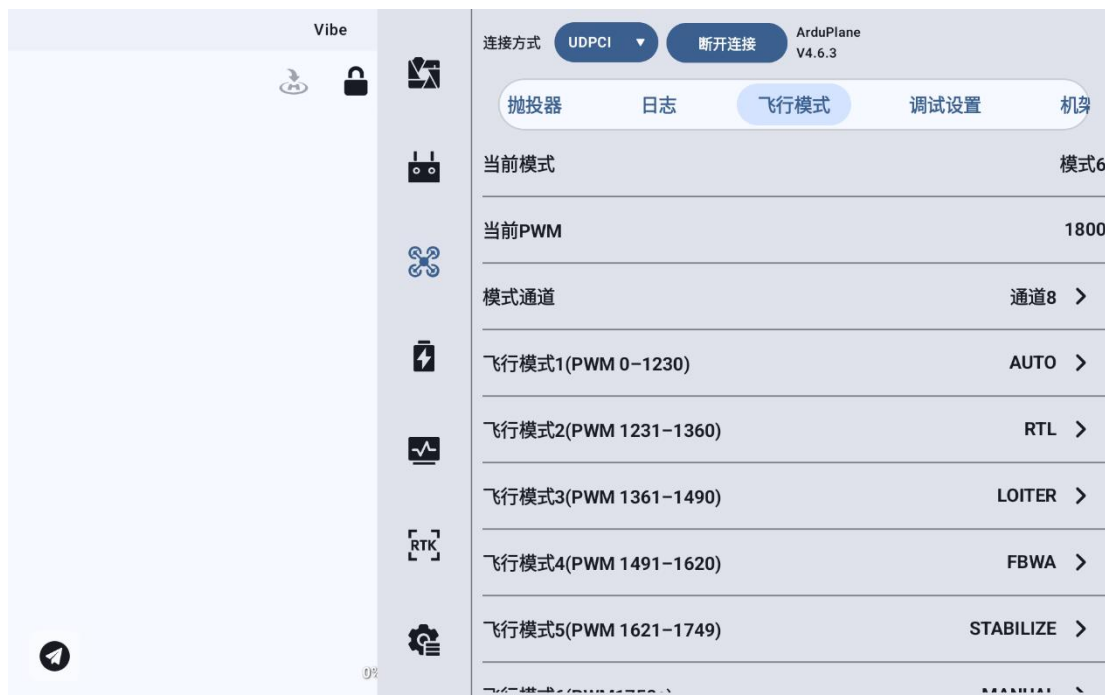 Vibe
连接方式 UDPCI ▼ 断开连接 ArduPlane
V4.6.3
抛投器 日志 飞行模式 调试设置 机架
当前模式 模式6
当前PWM 1800
模式通道 通道8
飞行模式1(PWM 0-1230) AUTO
飞行模式2(PWM 1231-1360) RTL
飞行模式3(PWM 1361-1490) LOITER
RTK
飞行模式4(PWM 1491-1620) FBWA
飞行模式5(PWM 1621-1749) STABILIZE
0%